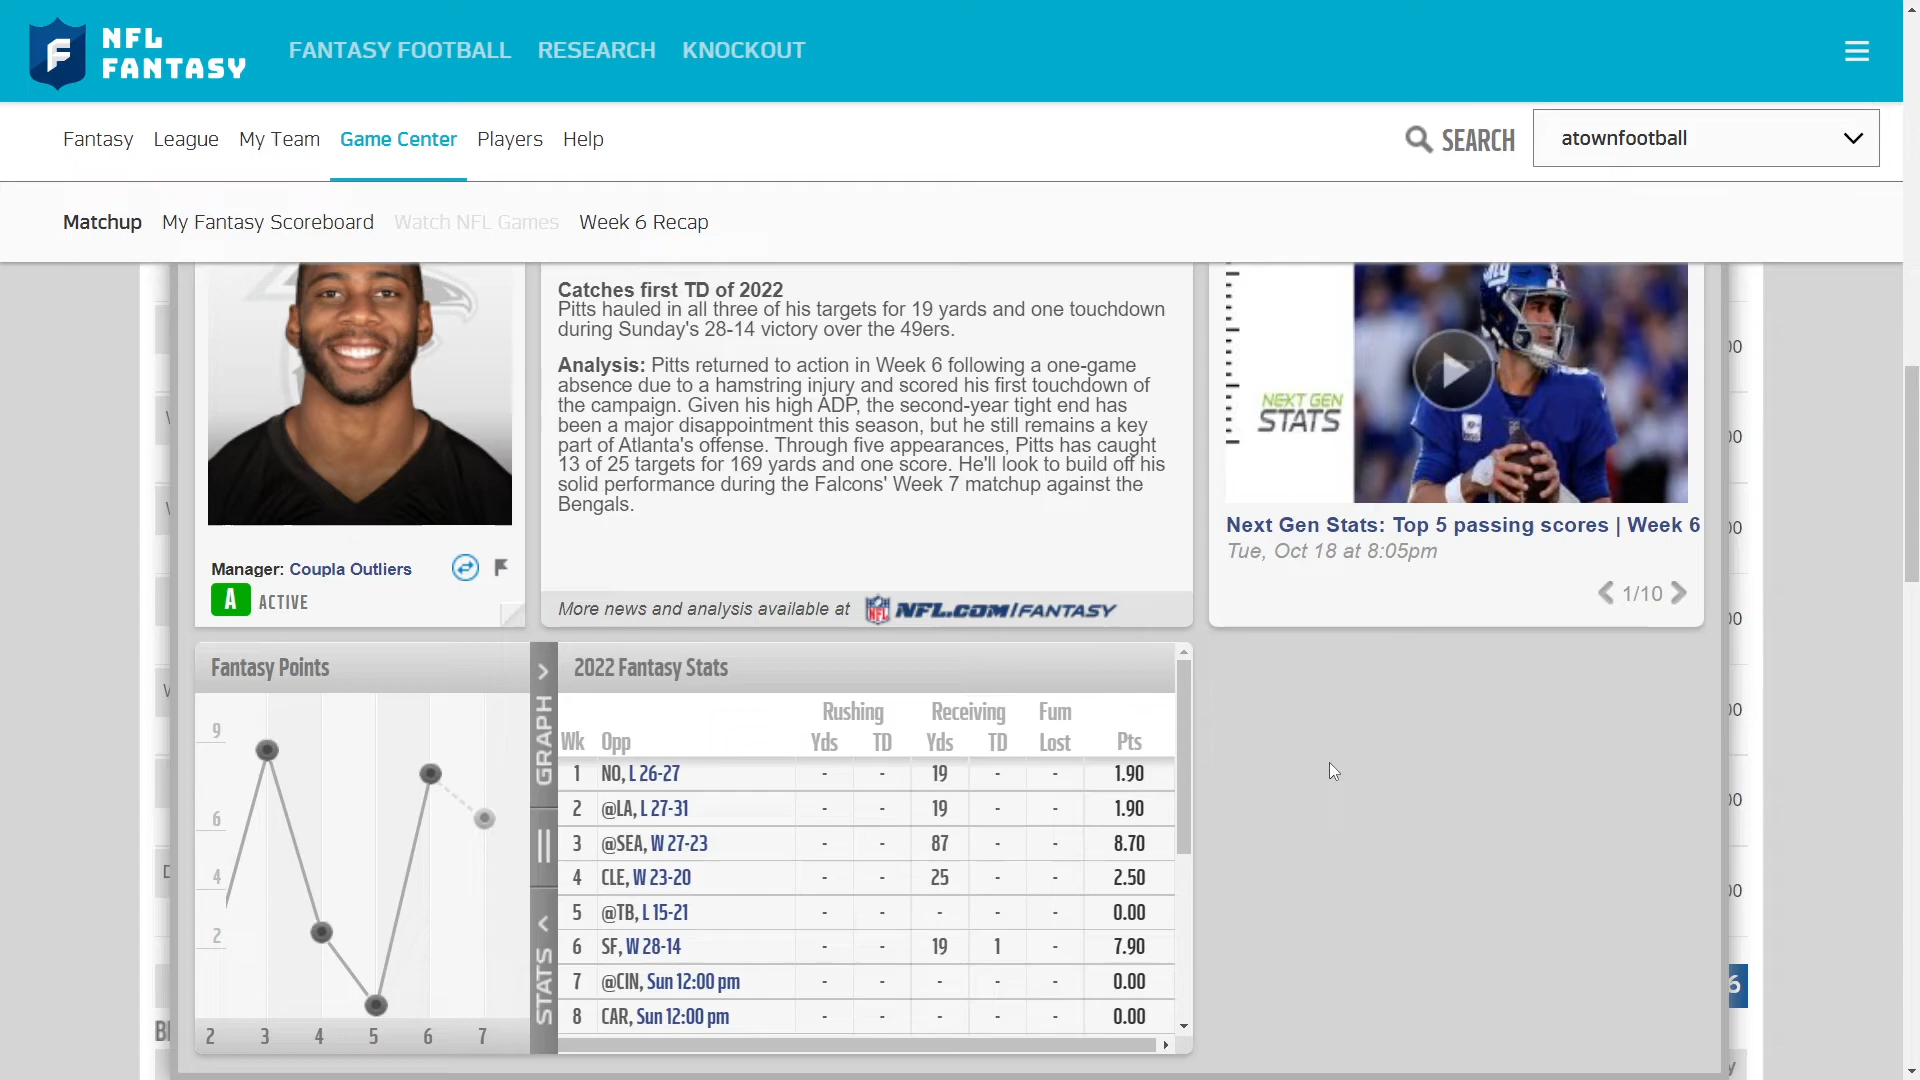 NFL FANTASY
FANTASY FOOTBALL RESEARCH KNOCKOUT
Fantasy League My Team Game Center Players Help
SEARCH atownfootball
Matchup My Fantasy Scoreboard Watch NFL Games Week 6 Recap
Catches first TD of 2022
Pitts hauled in all three of his targets for 19 yards and one touchdown
during Sunday's 28-14 victory over the 49ers.
Analysis: Pitts returned to action in Week 6 following a one-game
absence due to a hamstring injury and scored his first touchdown of
the campaign. Given his high ADP, the second-year tight end has
been a major disappointment this season, but he still remains a key
part of Atlanta's offense. Through five appearances, Pitts has caught
13 of 25 targets for 169 yards and one score. He'll look to build off his
solid performance during the Falcons' Week 7 matchup against the
Bengals.
More news and analysis available at NFL NFL.COM/FANTASY
Manager: Coupla Outliers
A ACTIVE
NEXT GEN
STATS
Next Gen Stats: Top 5 passing scores | Week 6
Tue, Oct 18 at 8:05pm
1/10
Fantasy Points
9
6
4
2
2 3 4 5 6 7
GRAPH
STATS
2022 Fantasy Stats
Rushing Receiving Fum
Wk Opp Yds TD Yds TD Lost Pts
1 NO, L 26-27 - - 19 - - 1.90
2 @LA, L 27-31 - - 19 - - 1.90
3 @SEA, W 27-23 - - 87 - - 8.70
4 CLE, W 23-20 - - 25 - - 2.50
5 @TB, L 15-21 - - - - - 0.00
6 SF, W 28-14 - - 19 1 - 7.90
7 @CIN, Sun 12:00 pm - - - - - 0.00
8 CAR, Sun 12:00 pm - - - - - 0.00